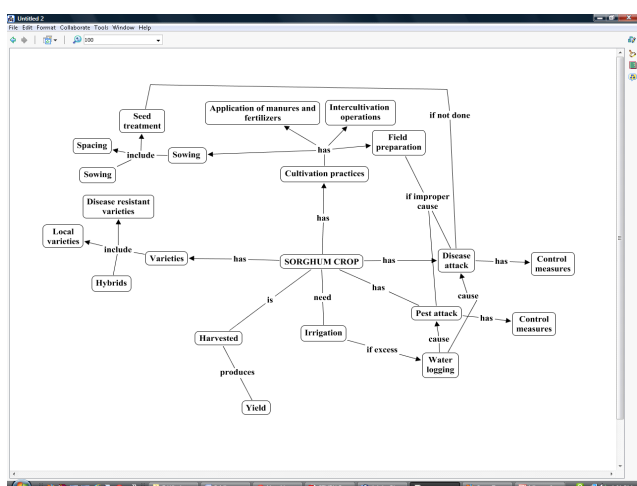 Untitled 2
File Edit Format Collaborate Tools Window Help
100
Seed
treatment
Application of manures and
fertilizers
Intercultivation
operations
if not done
Spacing
include
Sowing
has
Field
preparation
Sowing
Cultivation practices
Disease resistant
varieties
if improper
cause
has
Local
varieties
include
Varieties
has
SORGHUM CROP
has
Disease
attack
has
Control
measures
Hybrids
has
cause
is
need
Pest attack
has
Control
measures
Harvested
Irrigation
cause
if excess
Water
logging
produces
Yield